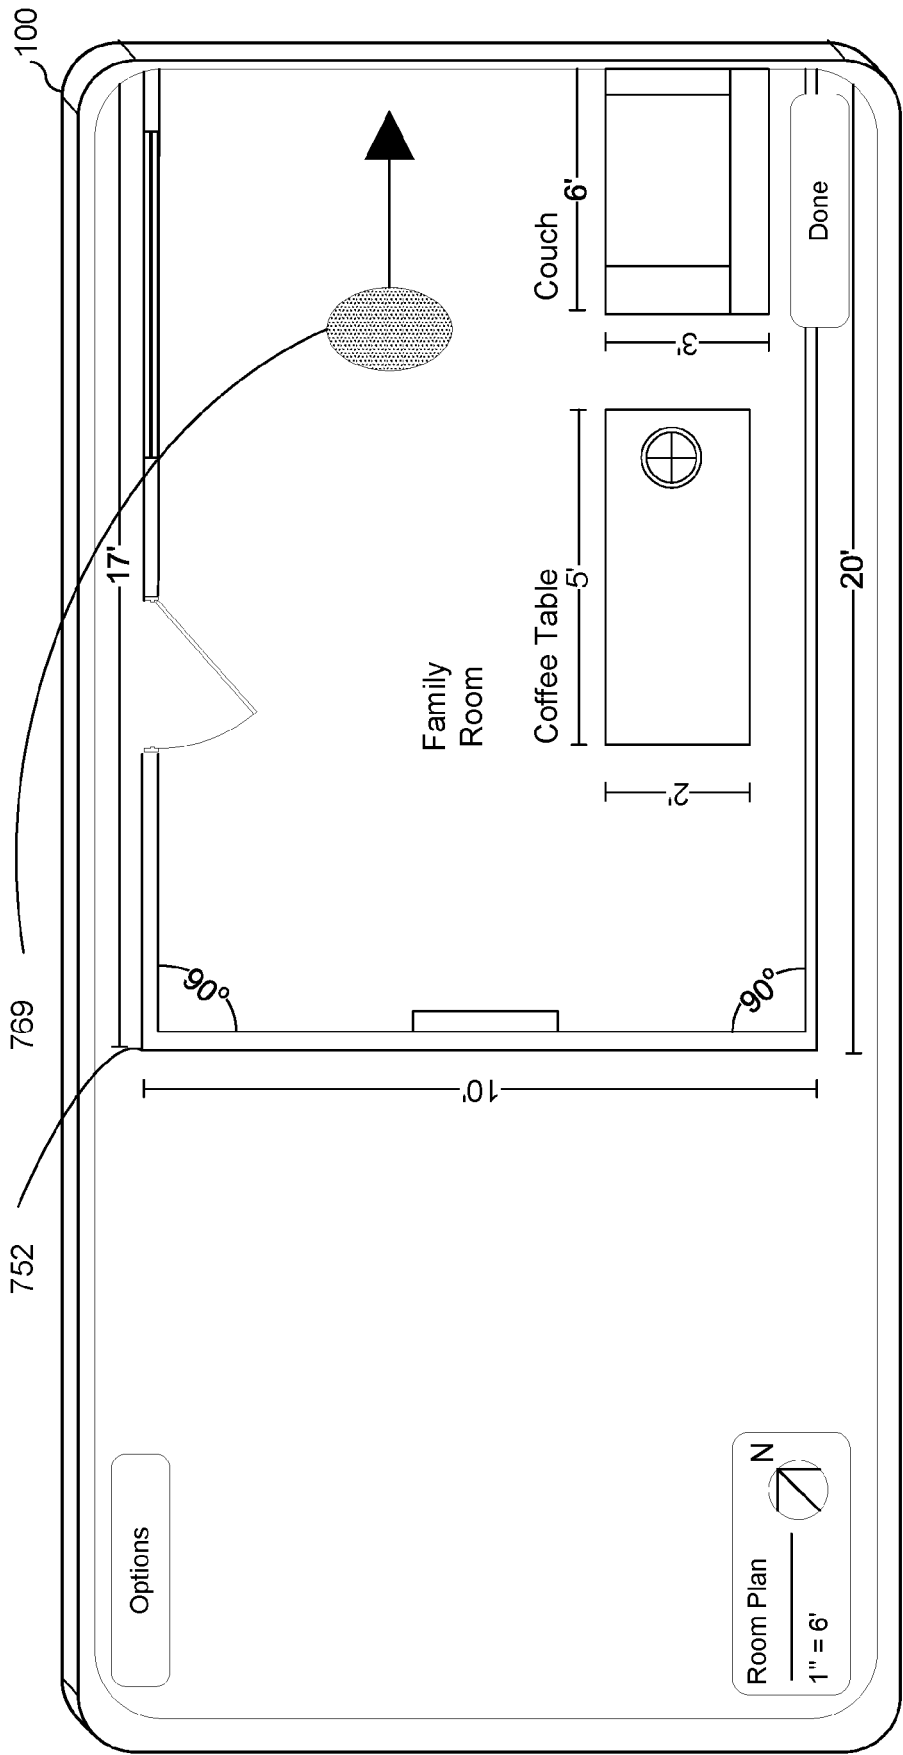 100
769
752
Options
17'
90°
10'
90°
Family
Room
Coffee Table
5'
2'
Couch
6'
3'
20'
Done
Room Plan
N
1" = 6'